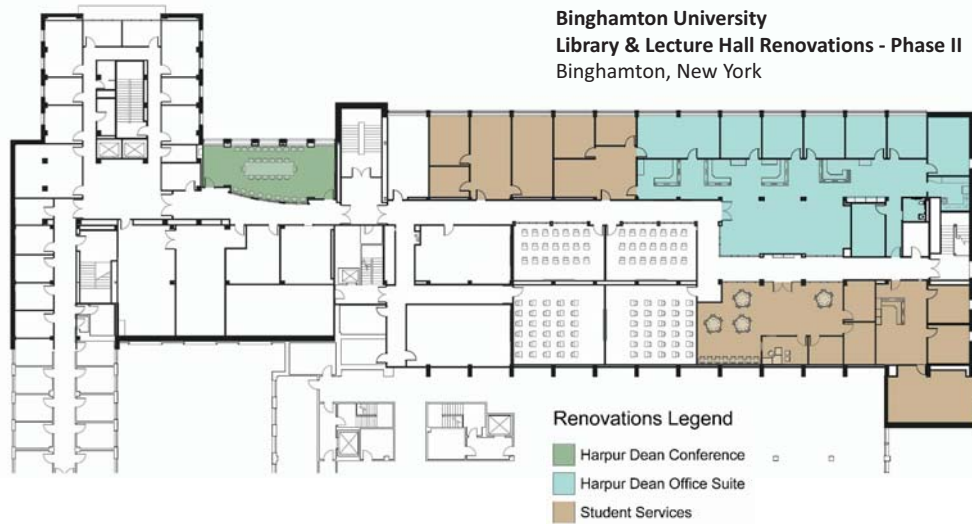 Binghamton University
Library & Lecture Hall Renovations - Phase II
Binghamton, New York
Renovations Legend
Harpur Dean Conference
Harpur Dean Office Suite
Student Services